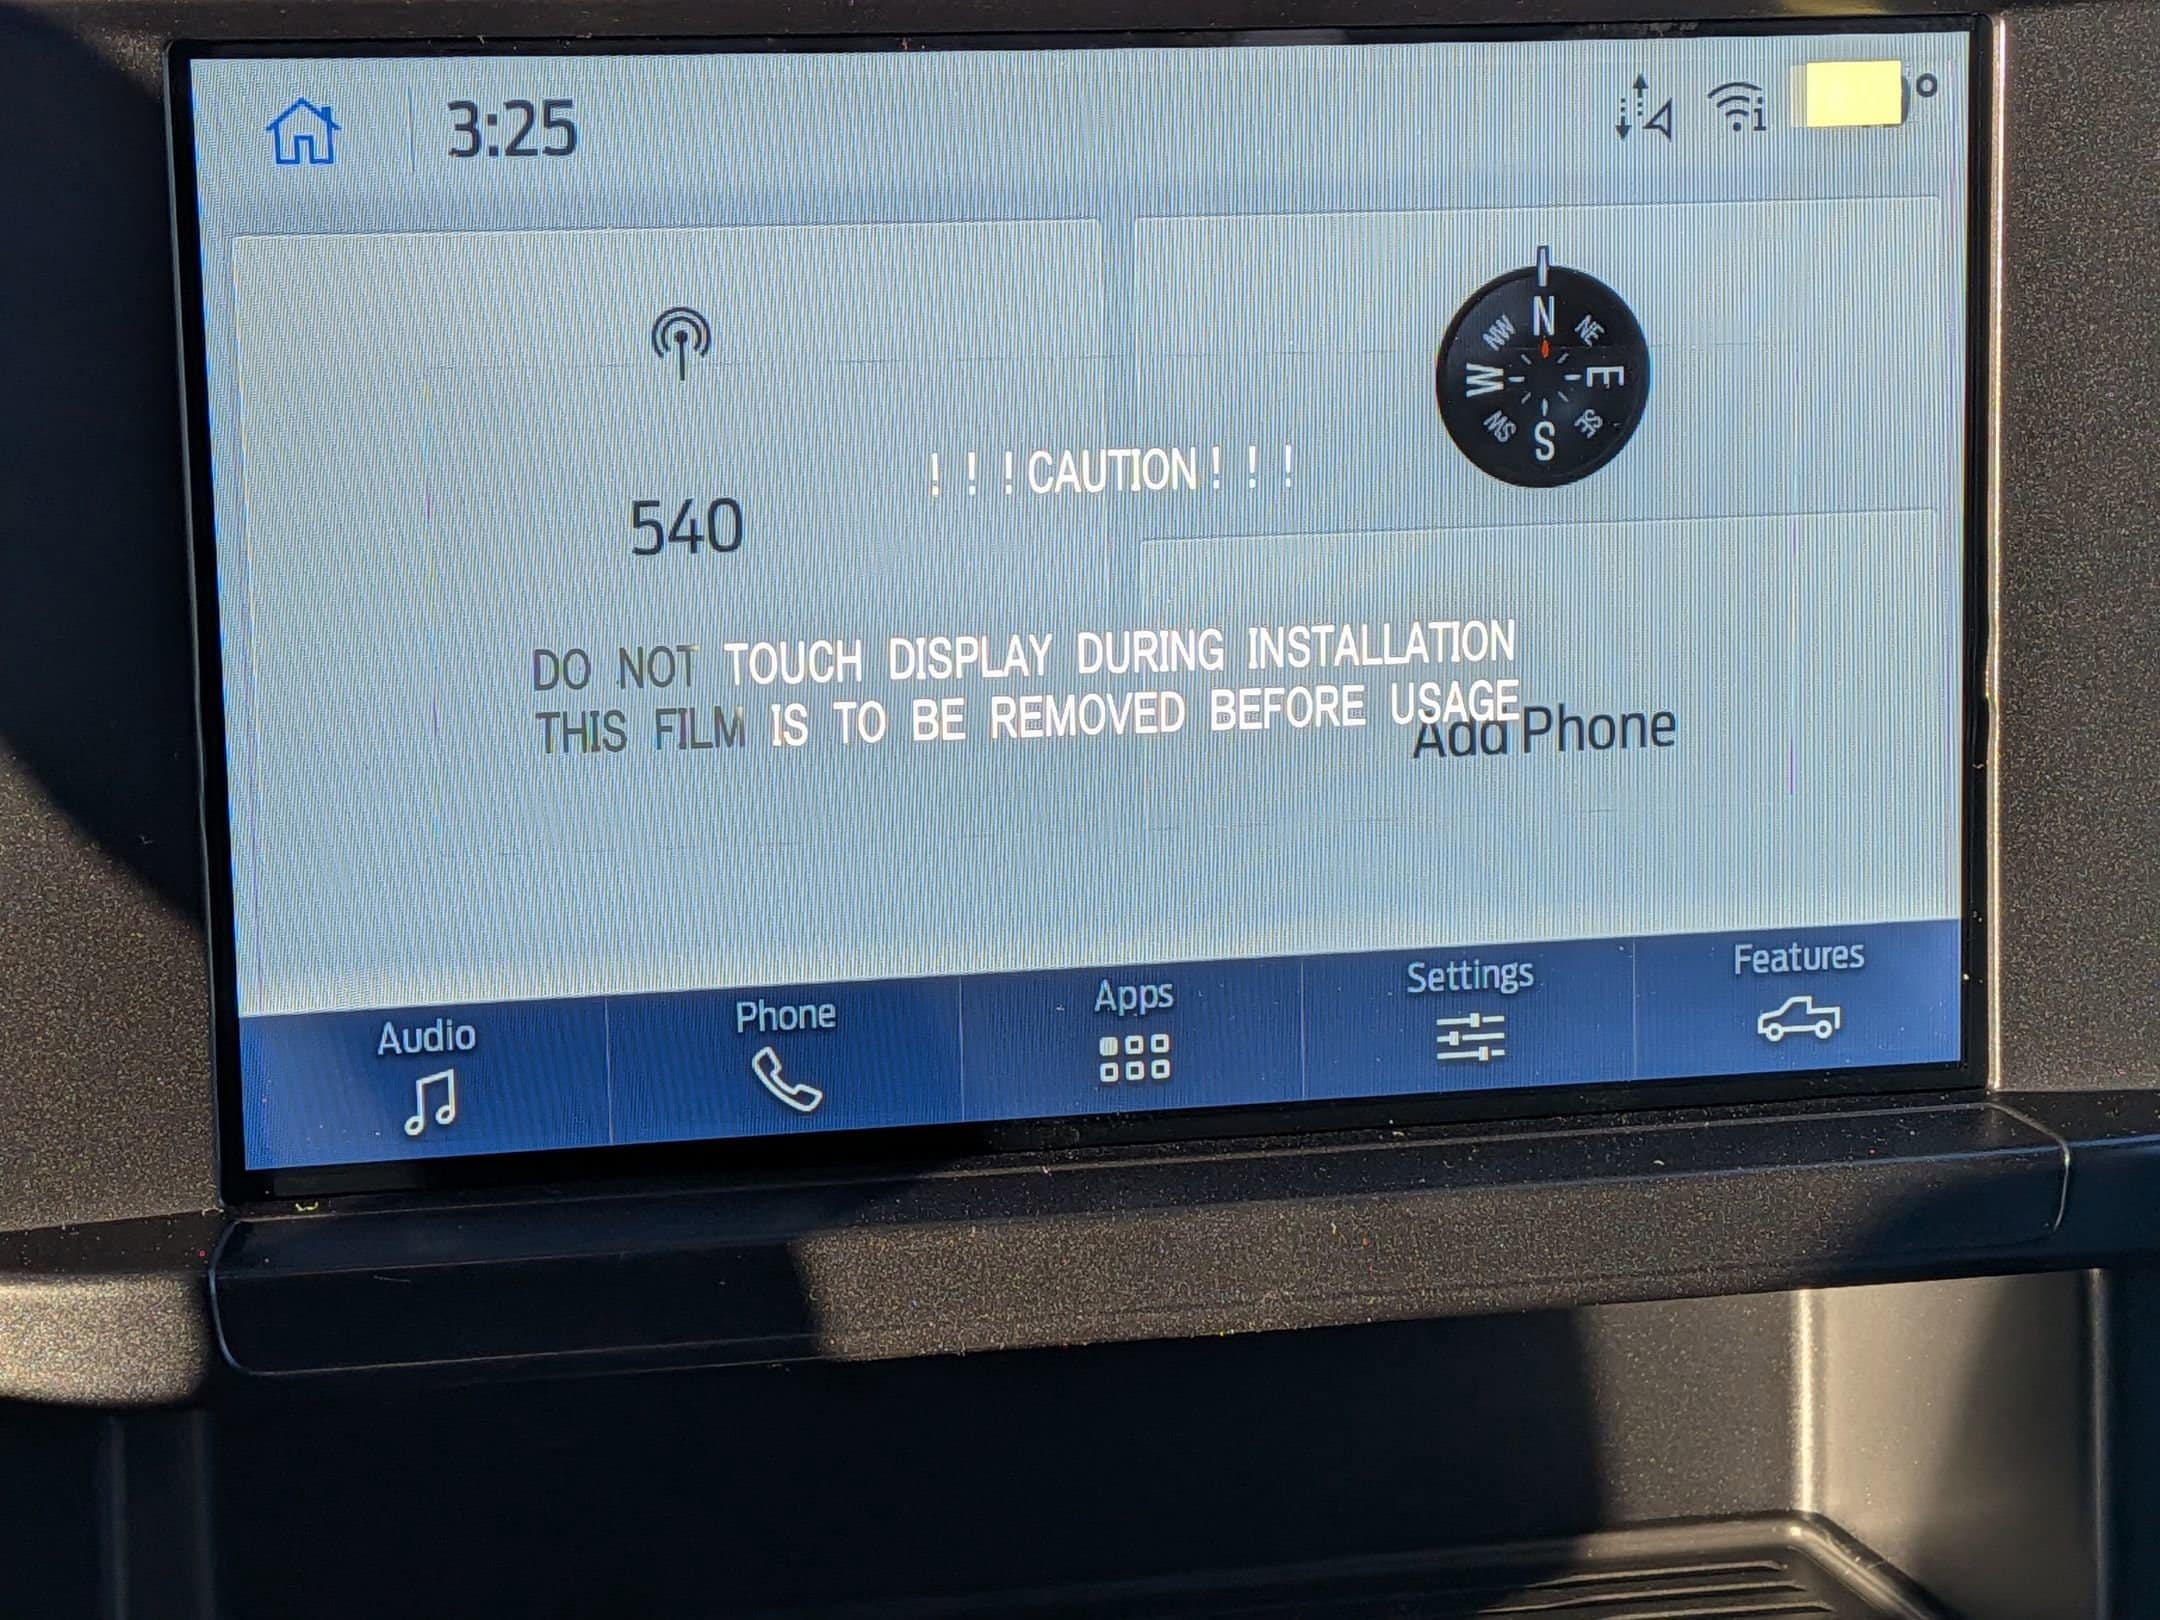 3:25
N
NW NE
W E
SW SE
S
! ! ! CAUTION ! ! !
540
DO NOT TOUCH DISPLAY DURING INSTALLATION
THIS FILM IS TO BE REMOVED BEFORE USAGE
Add Phone
Audio
Phone
Apps
Settings
Features